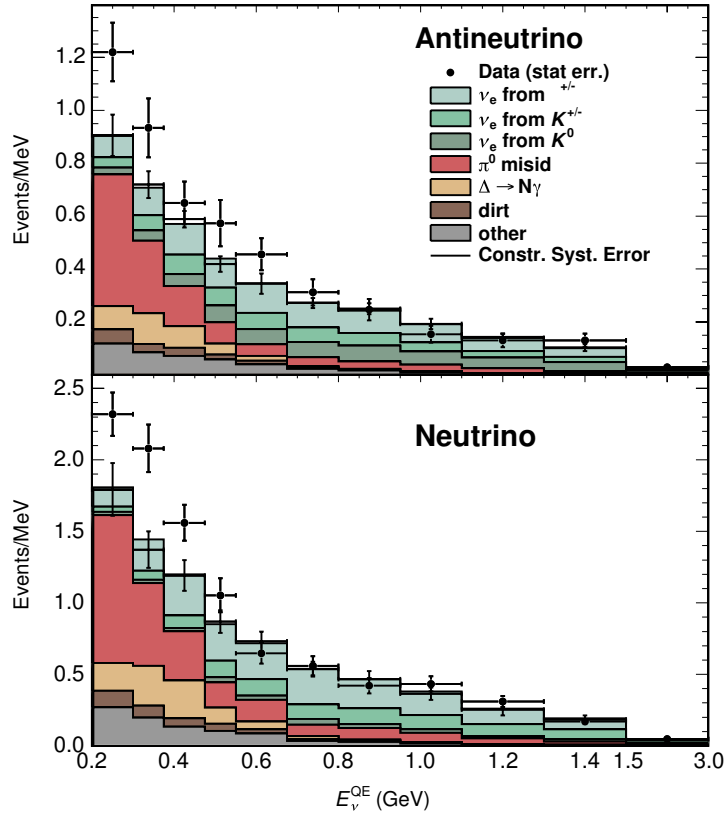 Antineutrino
Data (stat err.)
νe from +/-
νe from K+/-
νe from K0
π0 misid
Δ → Nγ
dirt
other
Constr. Syst. Error
Events/MeV
1.2
1.0
0.8
0.6
0.4
0.2
Neutrino
Events/MeV
2.5
2.0
1.5
1.0
0.5
0.0
0.2 0.4 0.6 0.8 1.0 1.2 1.4 1.5 3.0
EνQE (GeV)